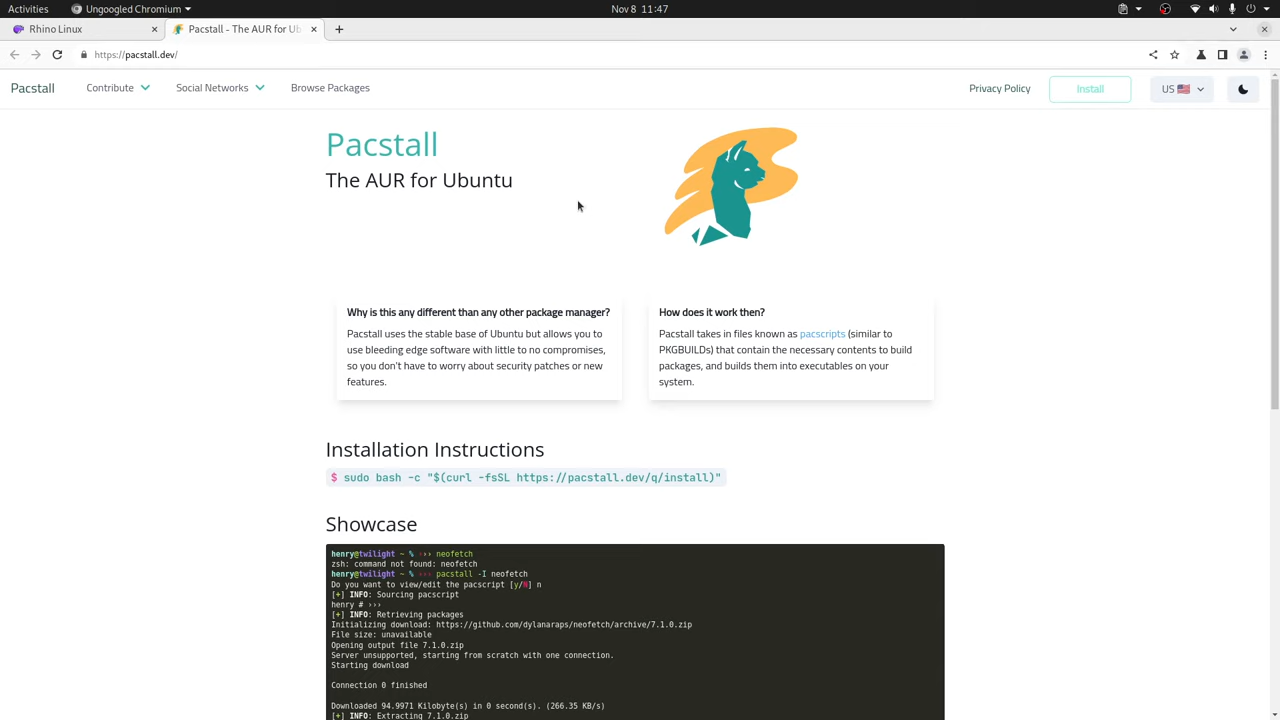 Activities Ungoogled Chromium Nov 8 11:47
Rhino Linux Pacstall - The AUR for Ub
https://pacstall.dev/
Pacstall Contribute Social Networks Browse Packages Privacy Policy Install US
Pacstall
The AUR for Ubuntu
Why is this any different than any other package manager?
Pacstall uses the stable base of Ubuntu but allows you to
use bleeding edge software with little to no compromises,
so you don't have to worry about security patches or new
features.
How does it work then?
Pacstall takes in files known as pacscripts (similar to
PKGBUILDs) that contain the necessary contents to build
packages, and builds them into executables on your
system.
Installation Instructions
$ sudo bash -c "$(curl -fsSL https://pacstall.dev/q/install)"
Showcase
henry@twilight ~ % ››› neofetch
zsh: command not found: neofetch
henry@twilight ~ % ››› pacstall -I neofetch
Do you want to view/edit the pacscript [y/N] n
[+] INFO: Sourcing pacscript
henry # ›››
[+] INFO: Retrieving packages
Initializing download: https://github.com/dylanaraps/neofetch/archive/7.1.0.zip
File size: unavailable
Opening output file 7.1.0.zip
Server unsupported, starting from scratch with one connection.
Starting download
Connection 0 finished
Downloaded 94.9971 Kilobyte(s) in 0 second(s). (266.35 KB/s)
[+] INFO: Extracting 7.1.0.zip